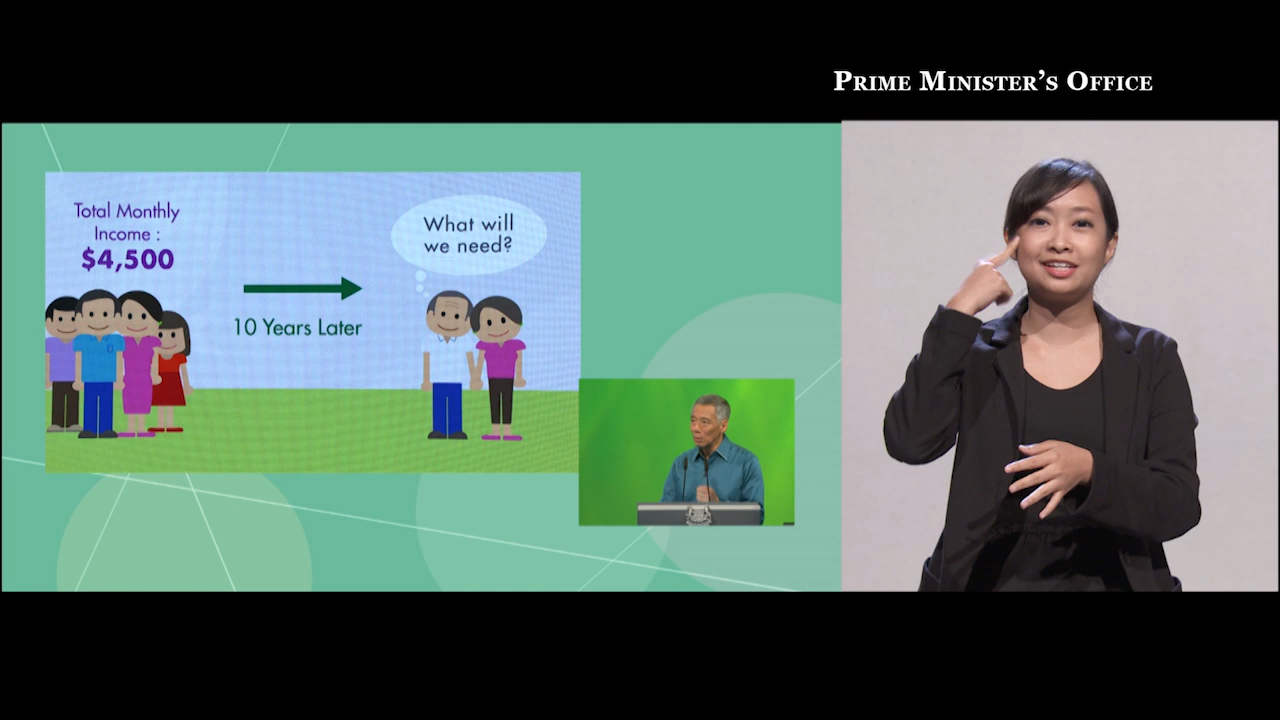 PRIME MINISTER'S OFFICE
Total Monthly
Income :
$4,500
What will
we need?
10 Years Later